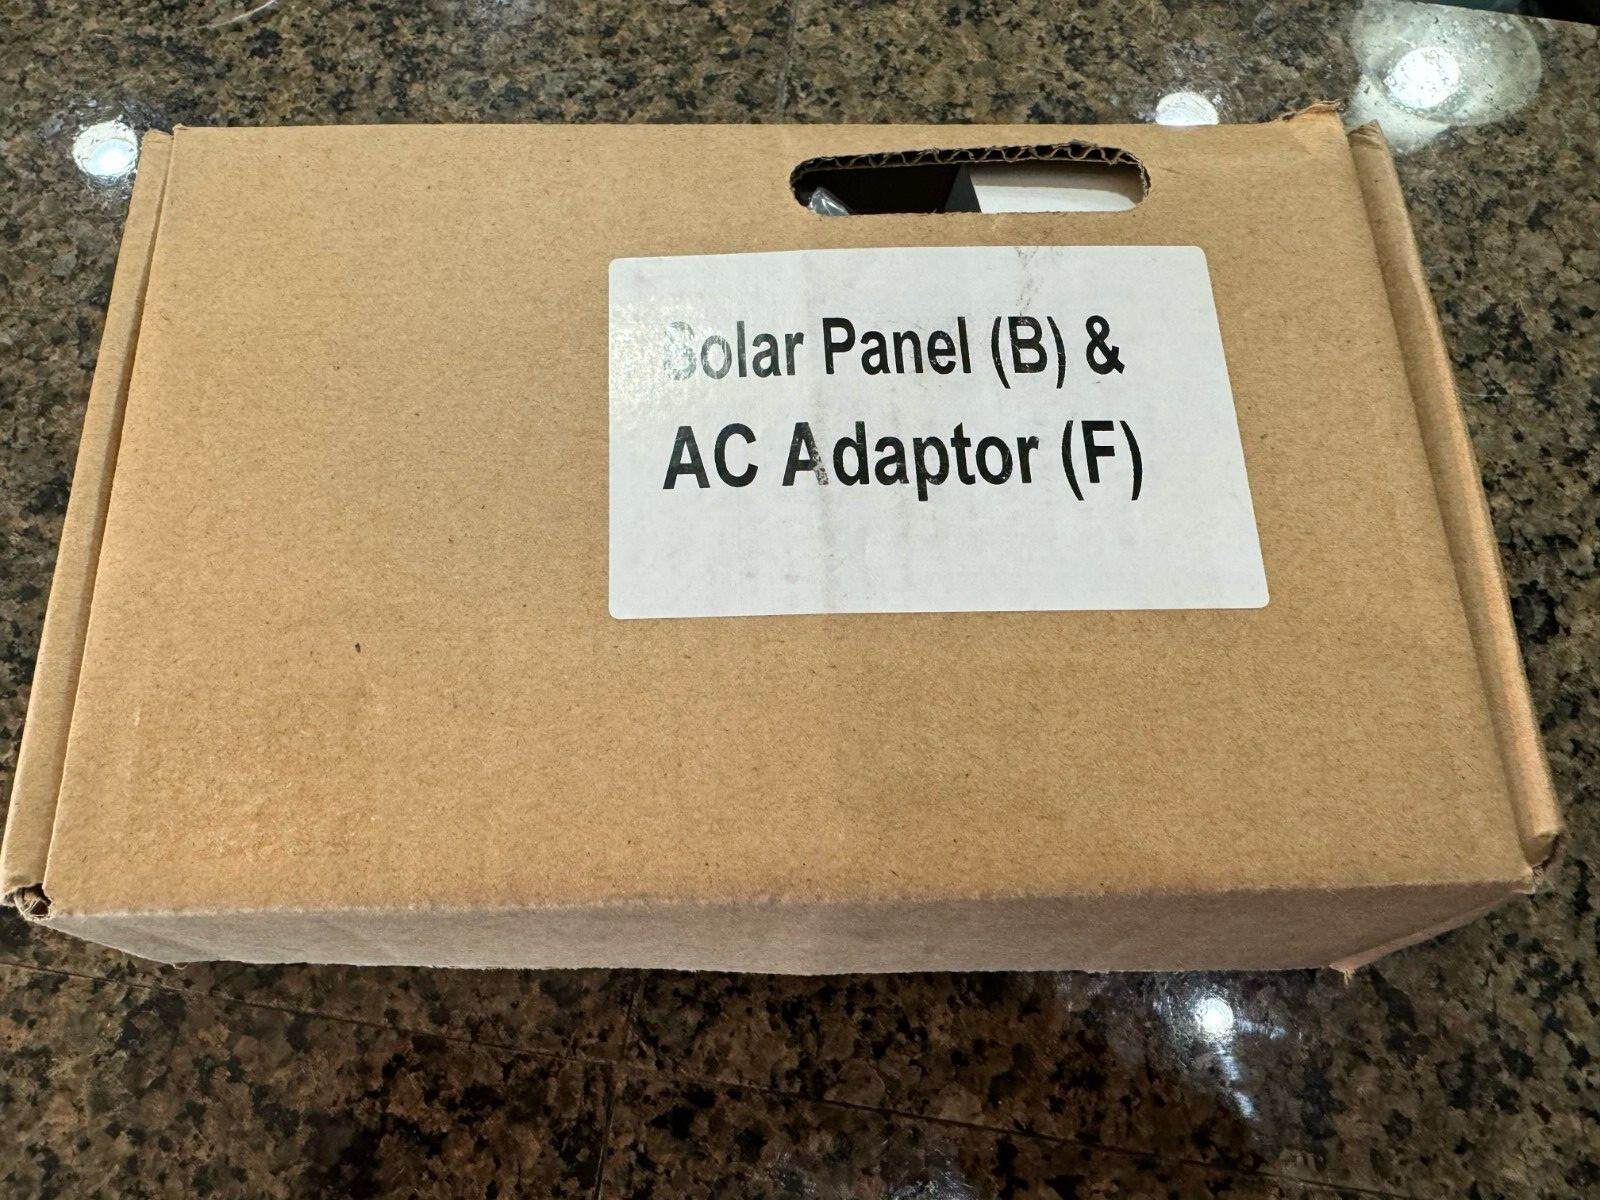 Solar Panel (B) &
AC Adaptor (F)